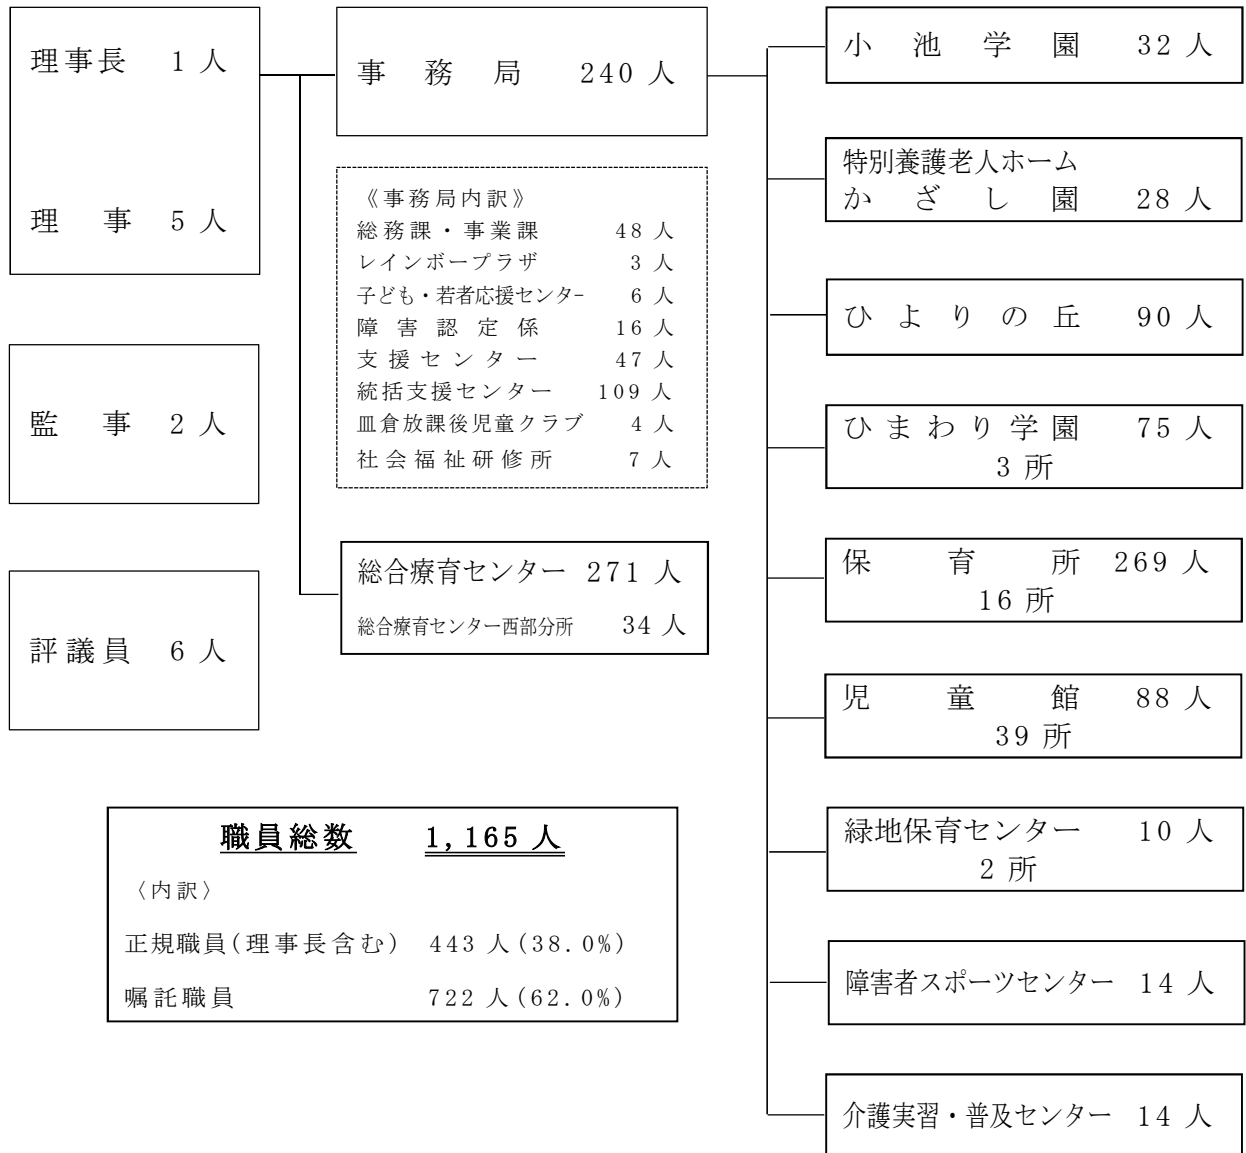 理事長 1人
理事 5人
監事 2人
評議員 6人
事務局 240人
《事務局内訳》
総務課・事業課 48人
レインボープラザ 3人
子ども・若者応援センター 6人
障害認定係 16人
支援センター 47人
統括支援センター 109人
皿倉放課後児童クラブ 4人
社会福祉研修所 7人
総合療育センター 271人
総合療育センター西部分所 34人
小池学園 32人
特別養護老人ホーム
かざし園 28人
ひよりの丘 90人
ひまわり学園 75人
3所
保育所 269人
16所
児童館 88人
39所
緑地保育センター 10人
2所
障害者スポーツセンター 14人
介護実習・普及センター 14人
職員総数 1,165人
〈内訳〉
正規職員(理事長含む) 443人(38.0%)
嘱託職員 722人(62.0%)